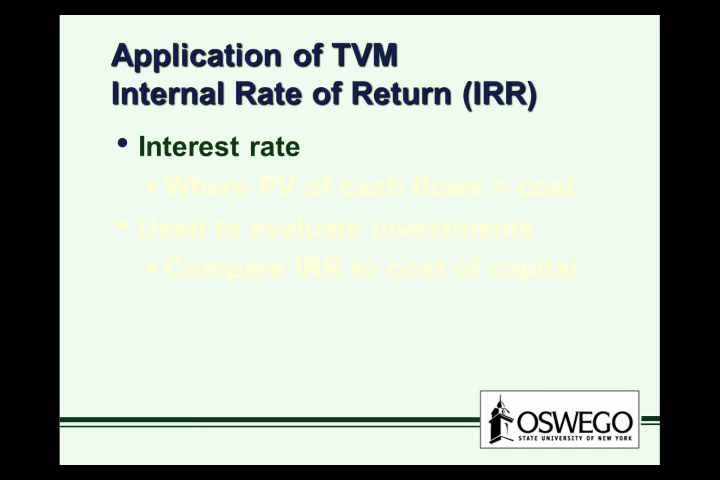 Application of TVM
Internal Rate of Return (IRR)
• Interest rate
• Where PV of cash flows = cost
• Used to evaluate investments
• Compare IRR to cost of capital
OSWEGO
STATE UNIVERSITY OF NEW YORK